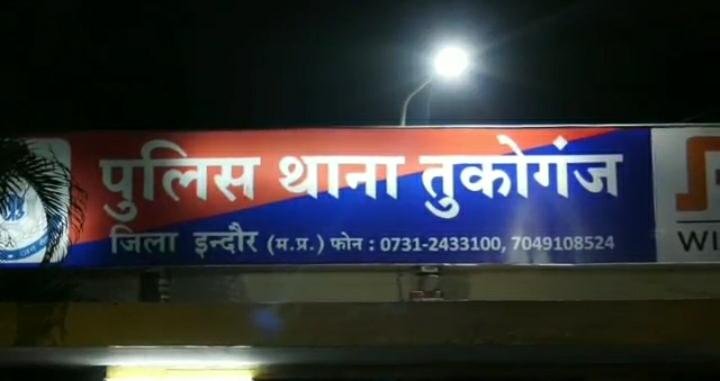 पुलिस थाना तुकोगंज
जिला इन्दौर (म.प्र.) फोन : 0731-2433100, 7049108524